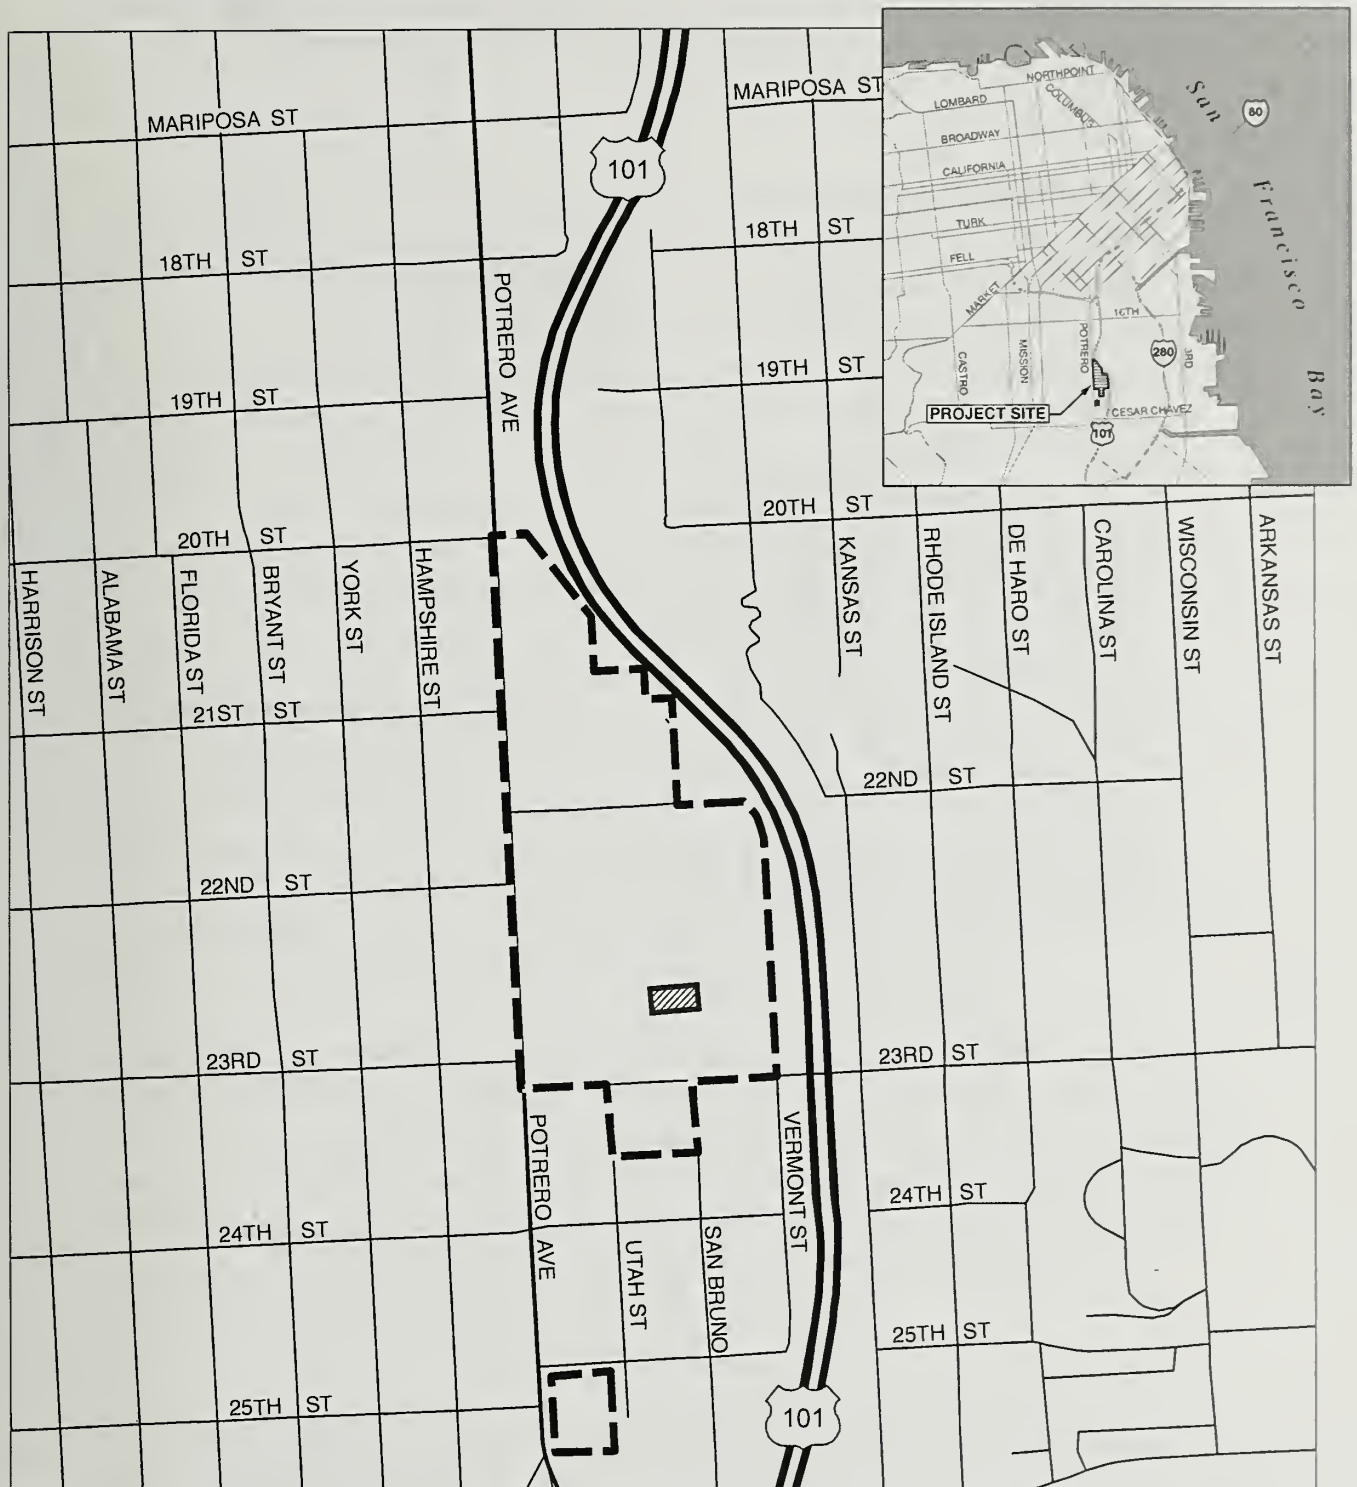 MARIPOSA ST
101
MARIPOSA ST
18TH ST
18TH ST
POTRERO AVE
19TH ST
19TH ST
20TH ST
20TH ST
HARRISON ST
ALABAMA ST
FLORIDA ST
BRYANT ST
YORK ST
HAMPSHIRE ST
KANSAS ST
RHODE ISLAND ST
DE HARO ST
CAROLINA ST
WISCONSIN ST
ARKANSAS ST
21ST ST
22ND ST
22ND ST
23RD ST
23RD ST
POTRERO AVE
VERMONT ST
24TH ST
24TH ST
UTAH ST
SAN BRUNO
25TH ST
25TH ST
101
NORTHPOINT
COLUMBUS
LOMBARD
BROADWAY
CALIFORNIA
TURK
FELL
MARKET
16TH
CASTRO
MISSION
POTRERO
280
3RD
PROJECT SITE
CESAR CHAVEZ
101
80
San Francisco Bay